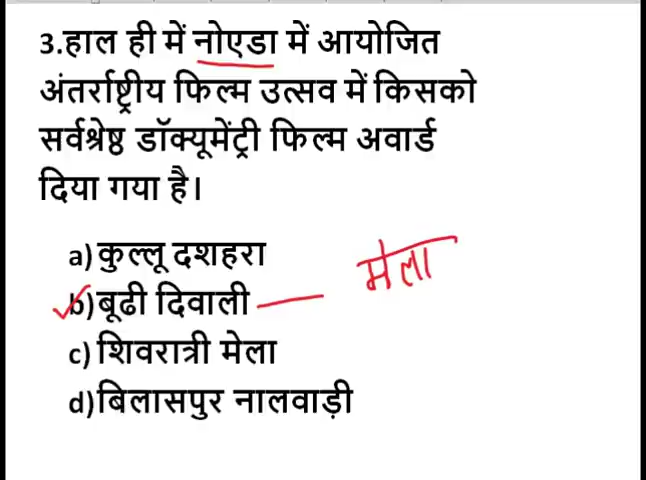 3.हाल ही में नोएडा में आयोजित
अंतर्राष्ट्रीय फिल्म उत्सव में किसको
सर्वश्रेष्ठ डॉक्यूमेंट्री फिल्म अवार्ड
दिया गया है।
a)कुल्लू दशहरा
b)बूढी दिवाली — मेला
c)शिवरात्री मेला
d)बिलासपुर नालवाड़ी